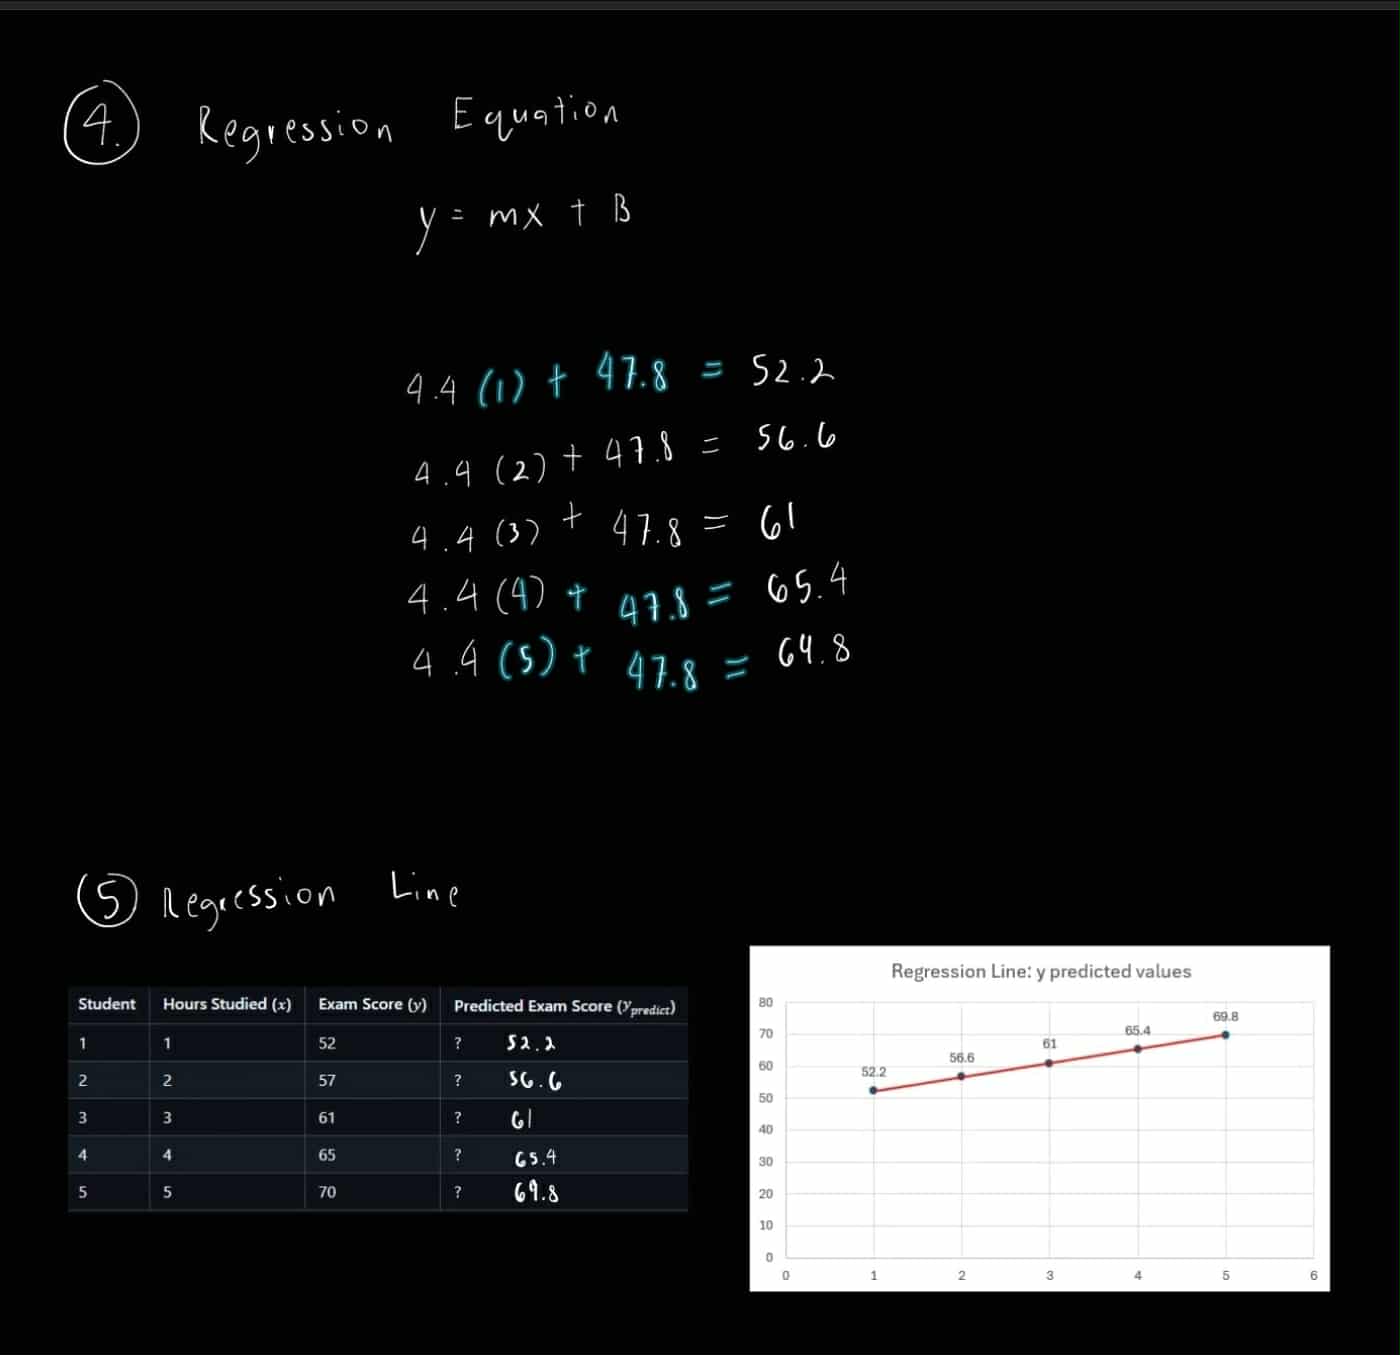 4. Regression Equation
y = mx + B
4.4 (1) + 47.8 = 52.2
4.4 (2) + 47.8 = 56.6
4.4 (3) + 47.8 = 61
4.4 (4) + 47.8 = 65.4
4.4 (5) + 47.8 = 64.8
5 Regression Line
Student Hours Studied (x) Exam Score (y) Predicted Exam Score (y_predict)
1 1 52 ? 52.2
2 2 57 ? 56.6
3 3 61 ? 61
4 4 65 ? 65.4
5 5 70 ? 69.8
Regression Line: y predicted values
80
70
60
50
40
30
20
10
0
52.2 56.6 61 65.4 69.8
0 1 2 3 4 5 6